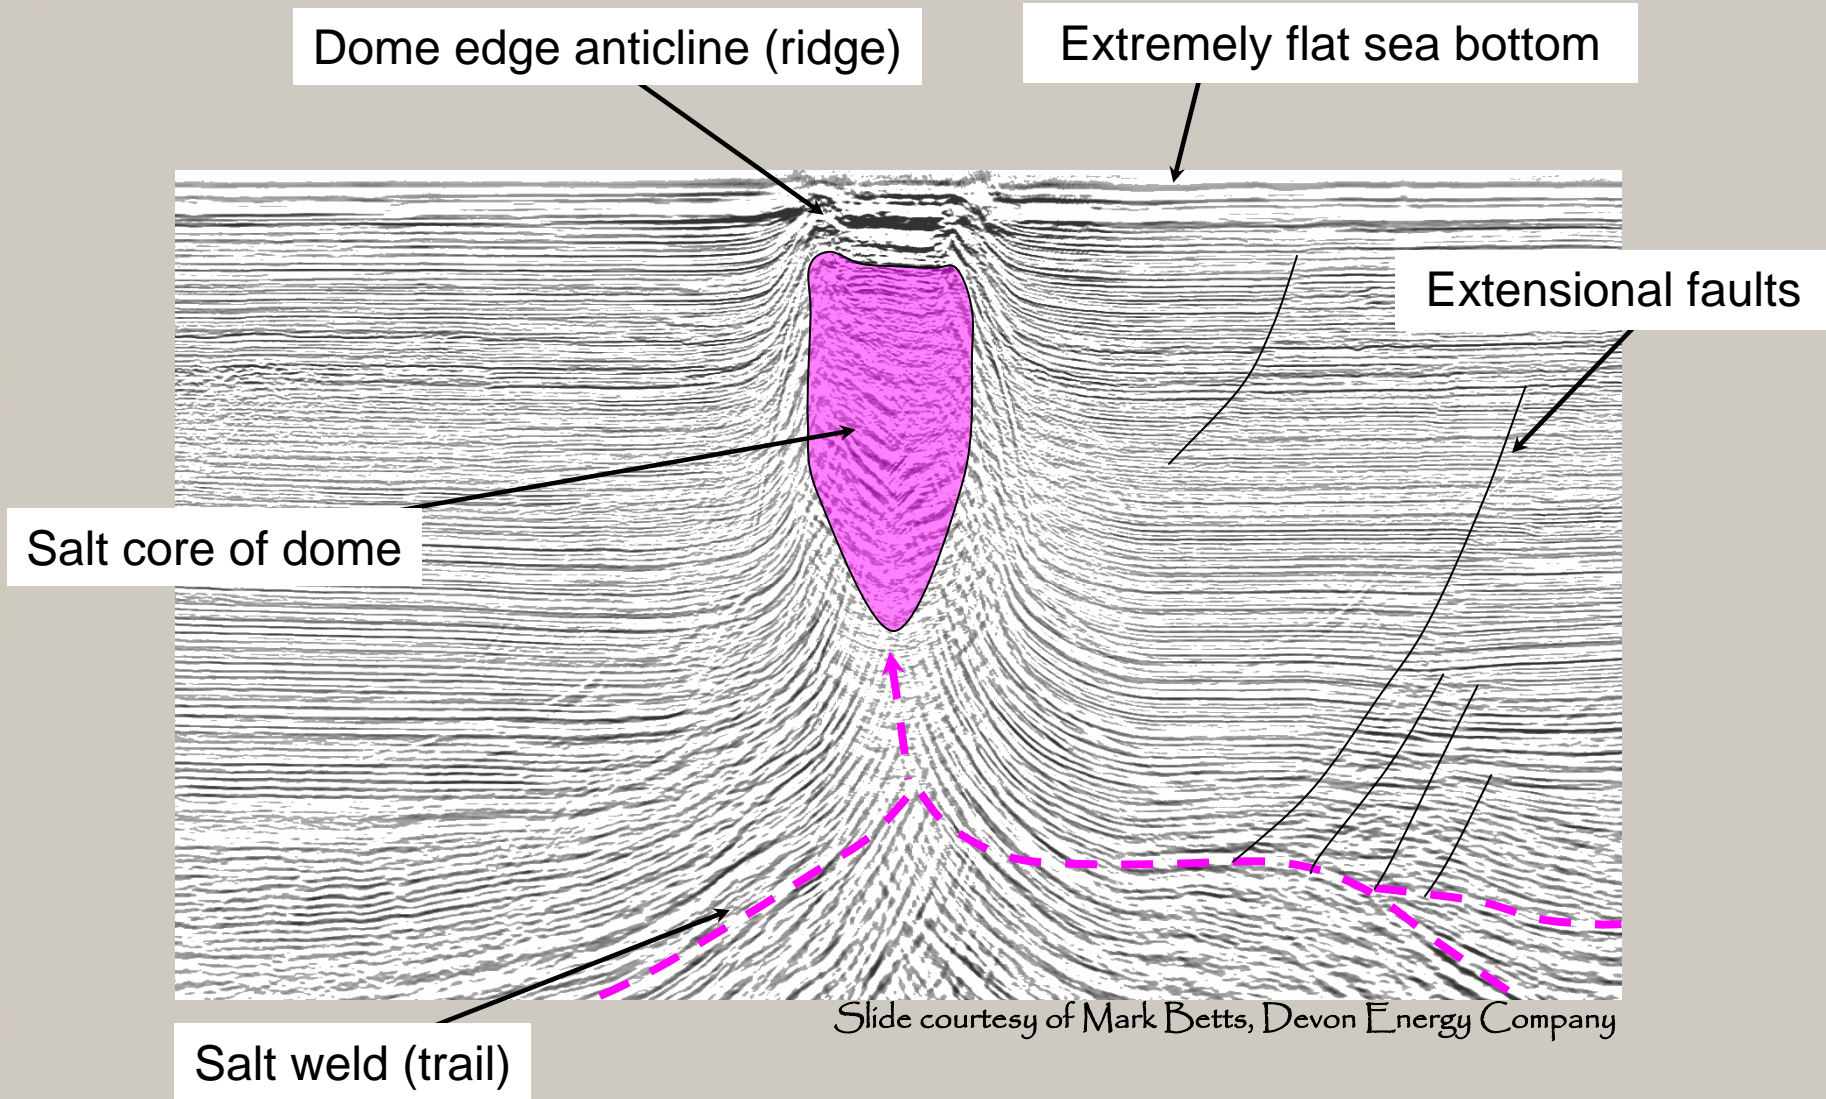 Dome edge anticline (ridge)
Extremely flat sea bottom
Extensional faults
Salt core of dome
Slide courtesy of Mark Betts, Devon Energy Company
Salt weld (trail)